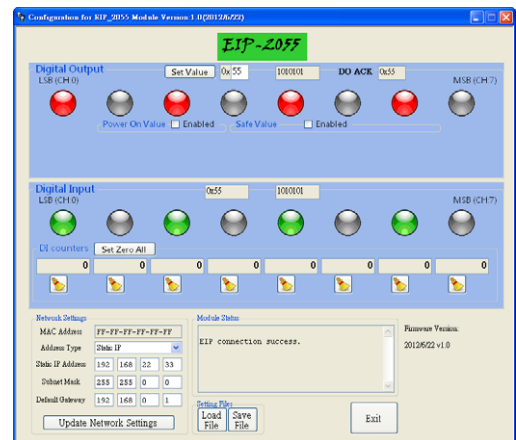 Configuration for EIP_2055 Module Version 1.0(2012/6/22)
EIP-2055
Digital Output
Set Value 0x 55 1010101 DO ACK 0x55
LSB (CH:0) MSB (CH:7)
Power On Value Enabled Safe Value Enabled
Digital Input 0x55 1010101
LSB (CH:0) MSB (CH:7)
DI counters Set Zero All
0 0 0 0 0 0 0 0
Network Settings
MAC Address FF-FF-FF-FF-FF-FF
Address Type Static IP
Static IP Address 192 168 22 33
Subnet Mask 255 255 0 0
Default Gateway 192 168 0 1
Update Network Settings
Module Status
EIP connection success.
Setting Files
Load File
Save File
Firmware Version:
2012/6/22 v1.0
Exit